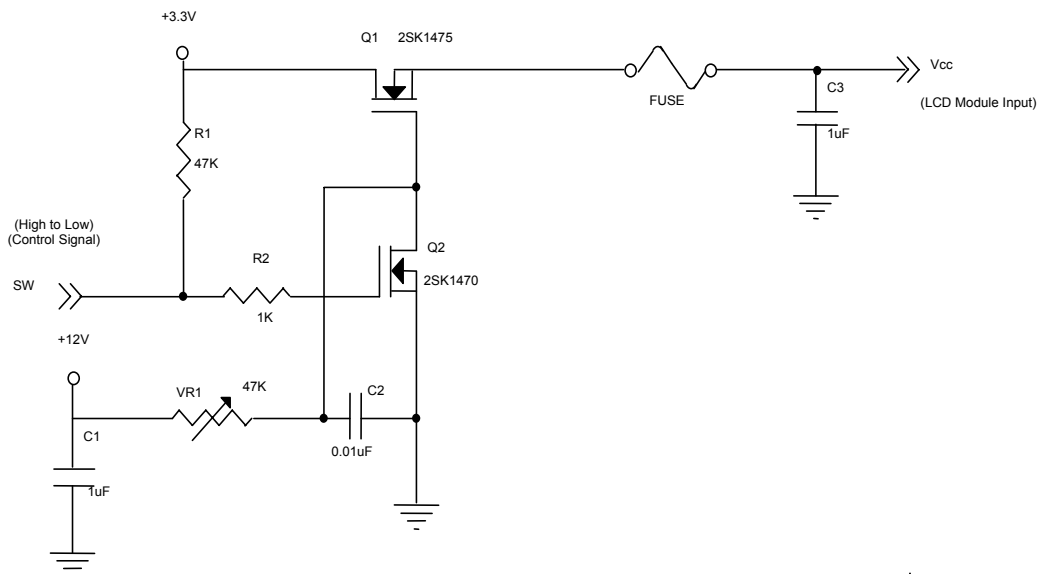 +3.3V
Q1 2SK1475
Vcc
FUSE
C3
(LCD Module Input)
R1
1uF
47K
(High to Low)
(Control Signal)
Q2
R2
SW
2SK1470
1K
+12V
VR1
47K
C2
C1
0.01uF
1uF